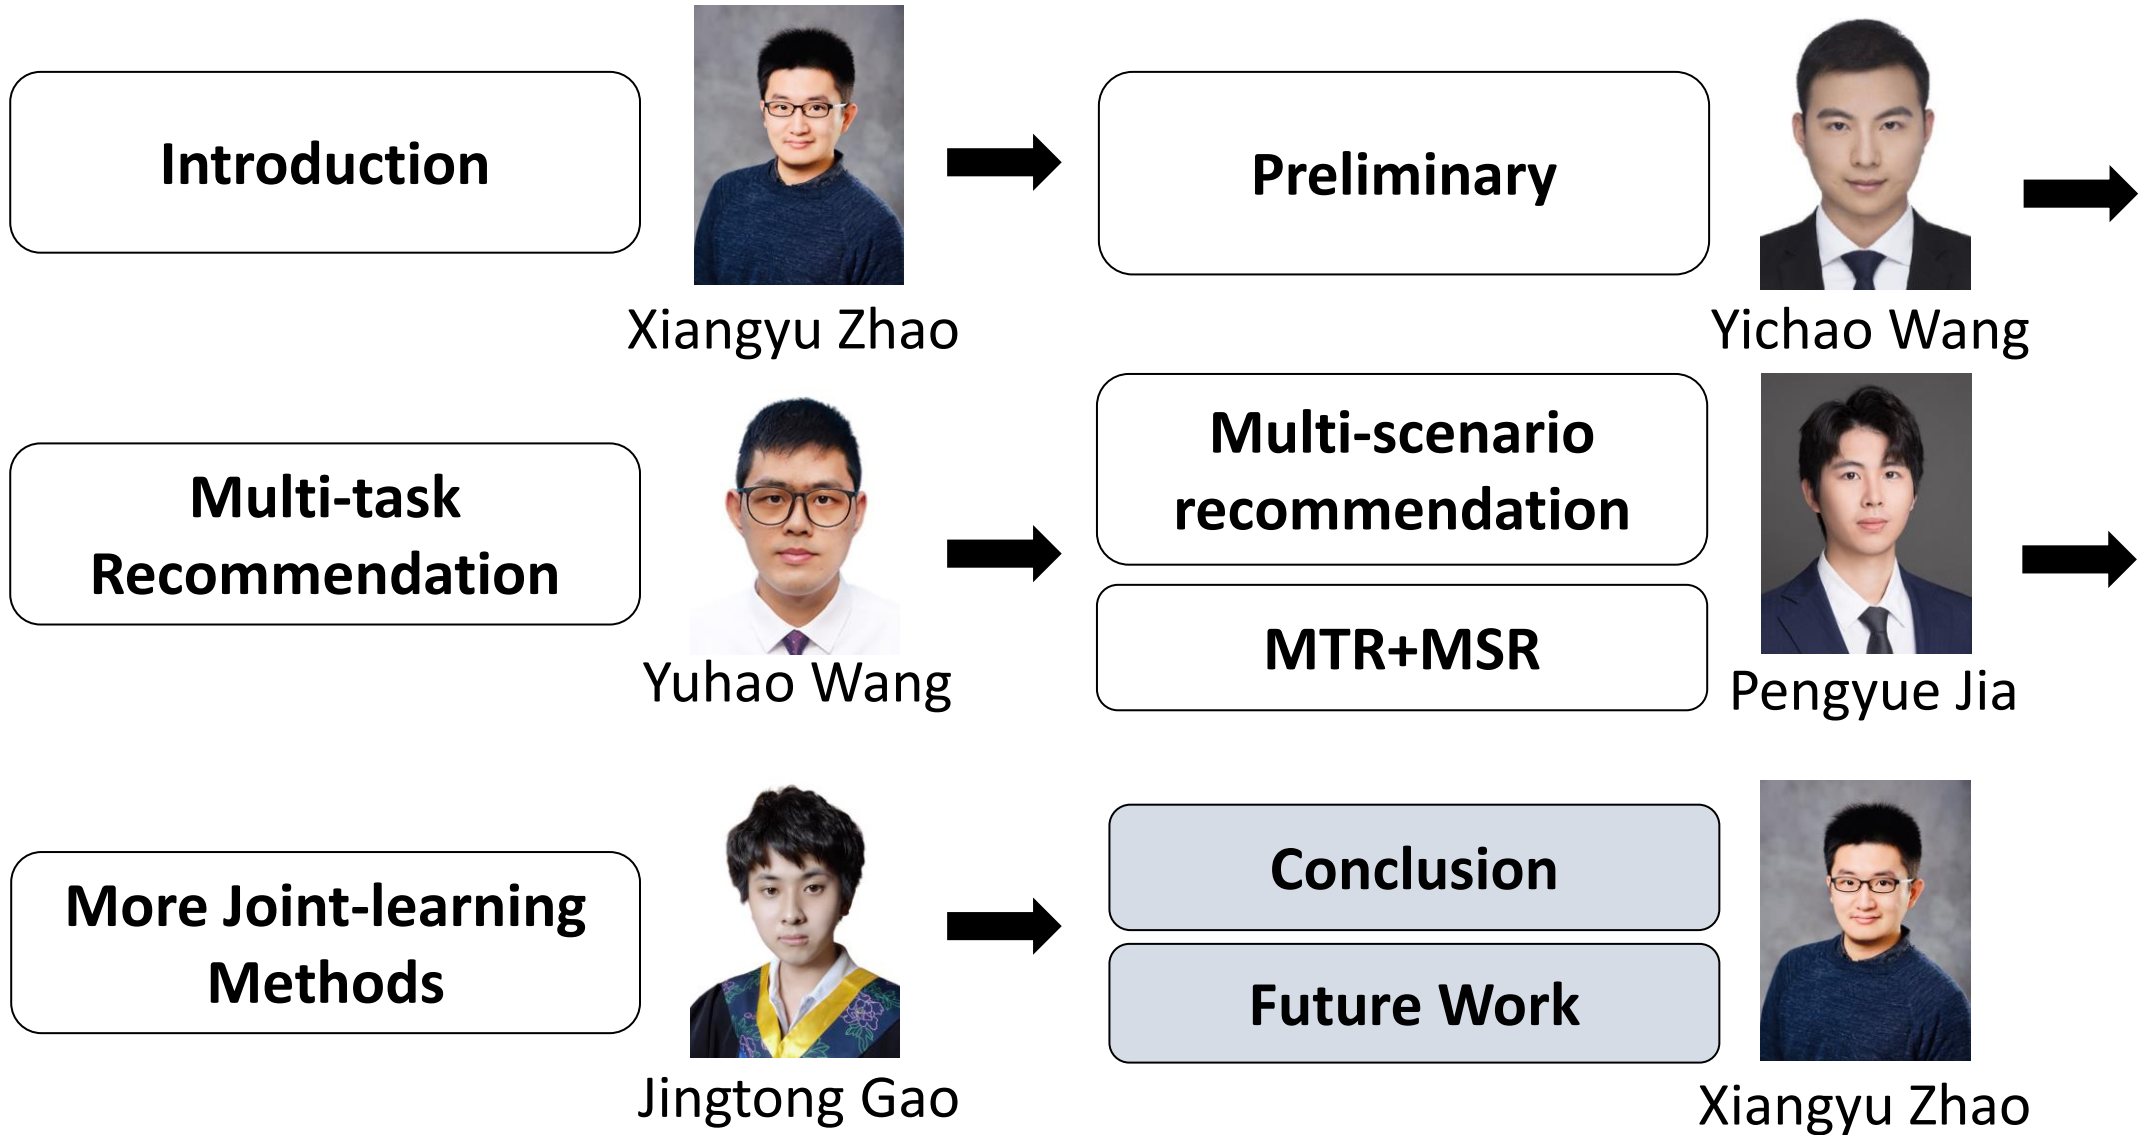 Introduction
Xiangyu Zhao
Preliminary
Yichao Wang
Multi-task
Recommendation
Yuhao Wang
Multi-scenario
recommendation
MTR+MSR
Pengyue Jia
More Joint-learning
Methods
Jingtong Gao
Conclusion
Future Work
Xiangyu Zhao